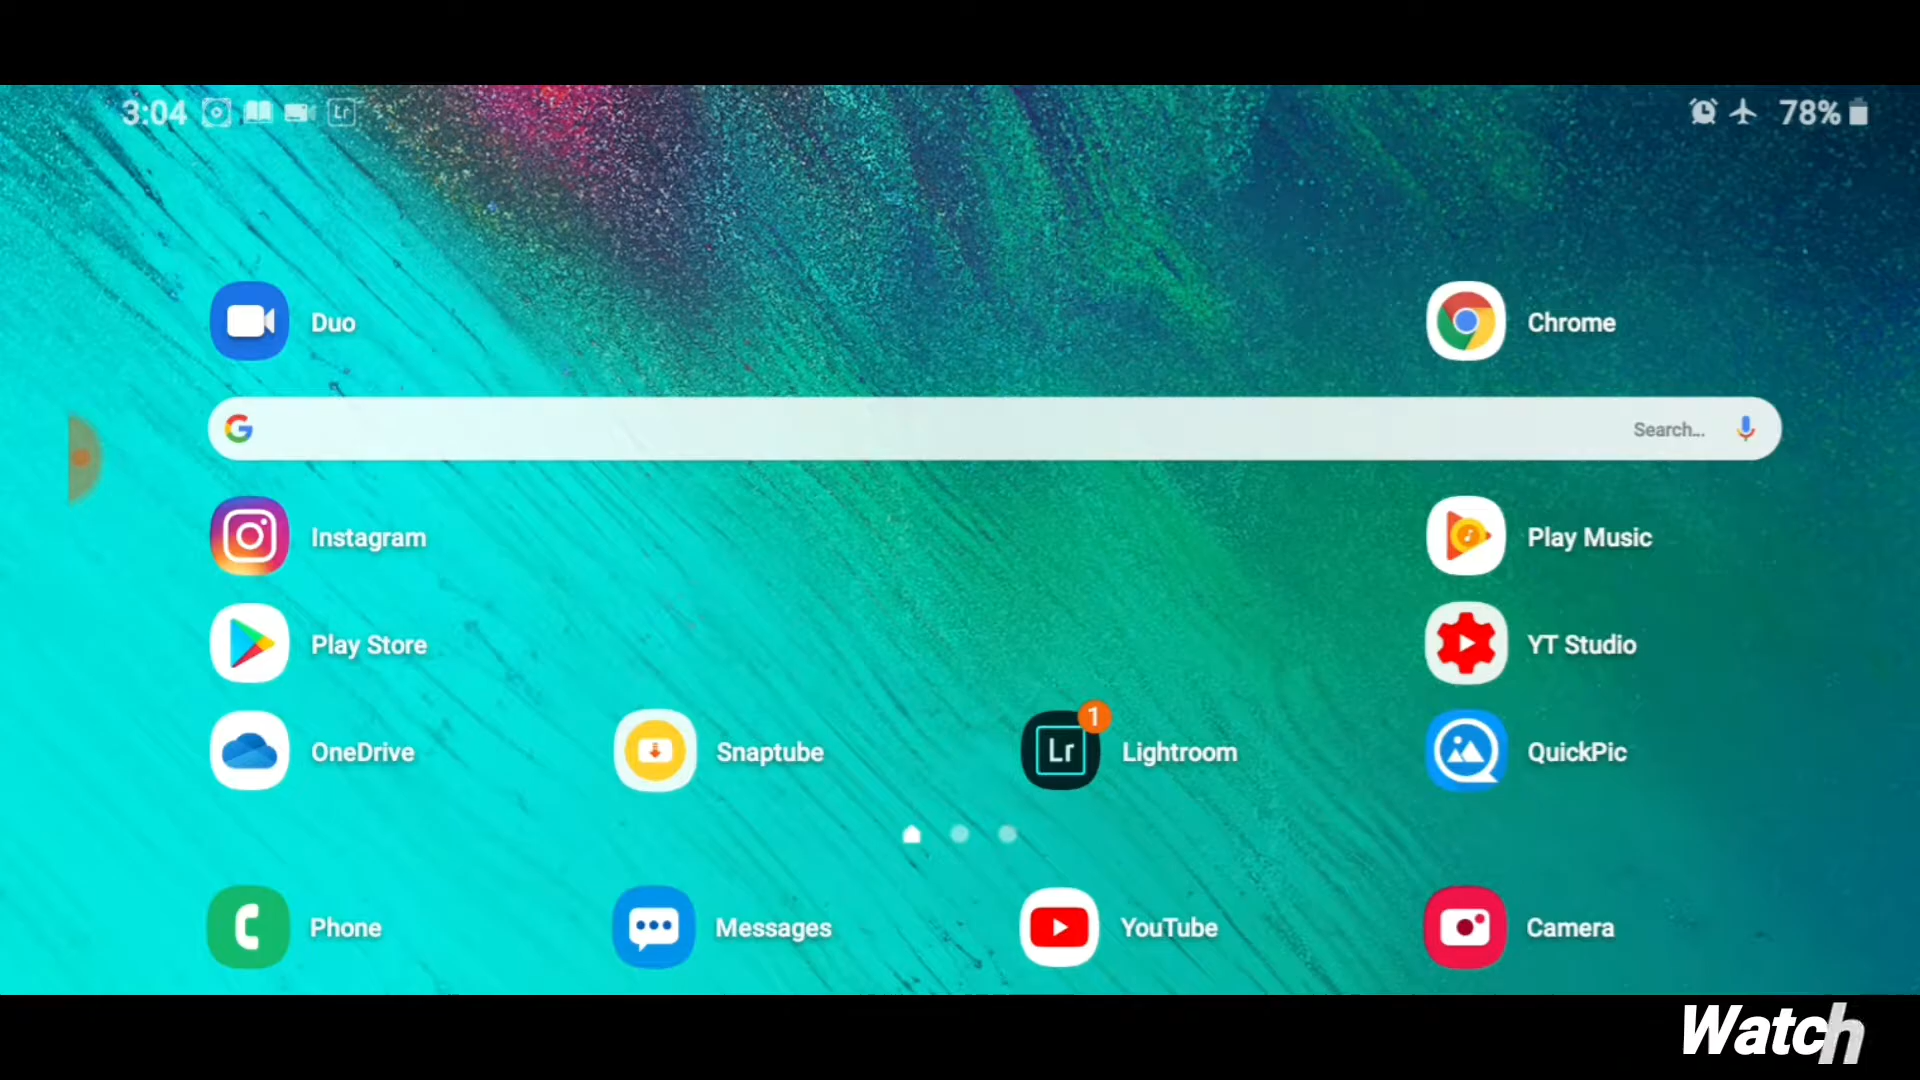 3:04 Lr 78%
Duo Chrome
Search...
Instagram Play Music
Play Store YT Studio
OneDrive Snaptube Lr 1 Lightroom QuickPic
Phone Messages YouTube Camera
Watch